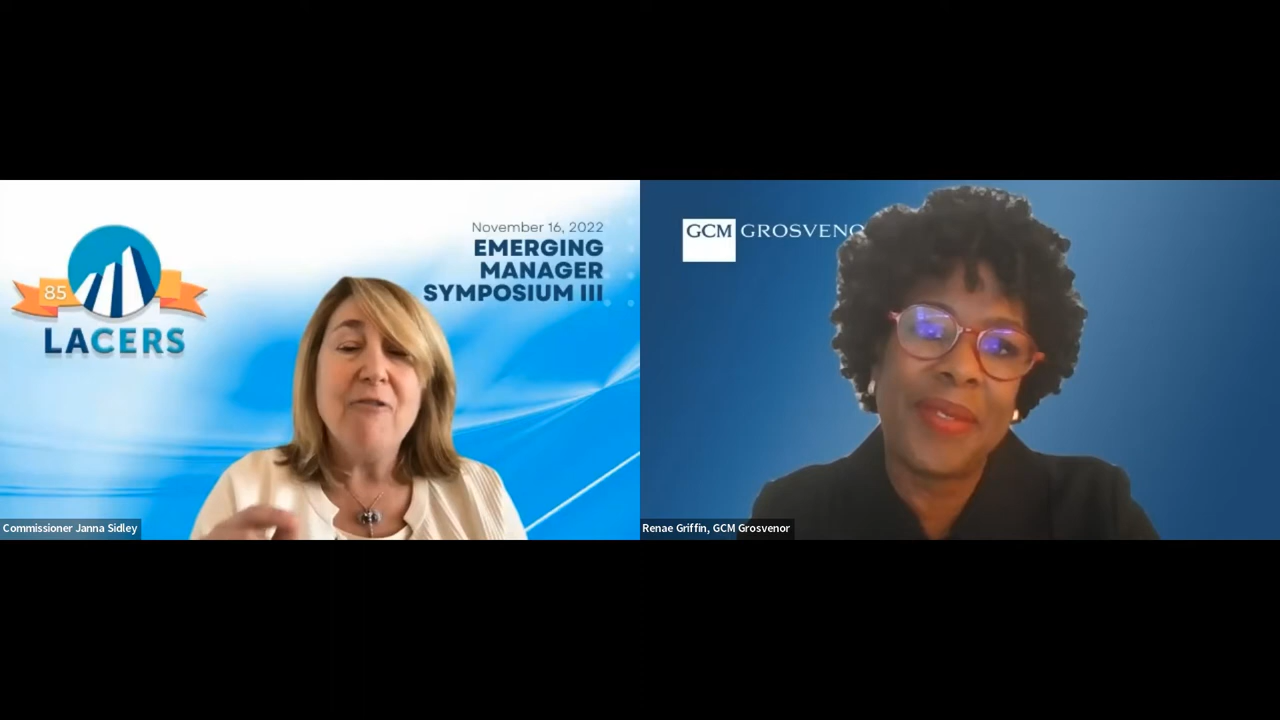 November 16, 2022
EMERGING
MANAGER
SYMPOSIUM III
85
LACERS
Commissioner Janna Sidley
GCM GROSVENO
Renae Griffin, GCM Grosvenor